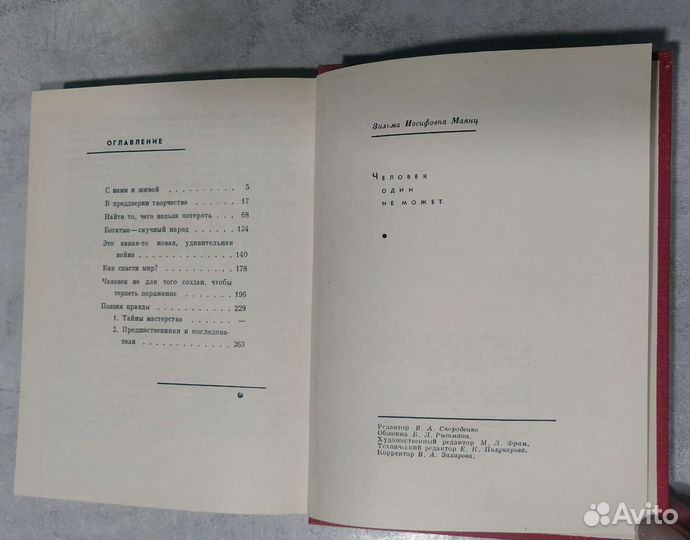 ОГЛАВЛЕНИЕ
С нами и живой . . . . . . . . . . 5
В преддверии творчества . . . . . . 17
Найти то, чего нельзя потерять . . . 68
Богатые—скучный народ . . . . . . 124
Это какая-то новая, удивительная
война . . . . . . . . . . . . . 140
Как спасти мир? . . . . . . . . . 178
Человек не для того создан, чтобы
терпеть поражение . . . . . . . . 196
Поэзия правды . . . . . . . . . . 229
1. Тайны мастерства . . . . . . . —
2. Предшественники и последова-
тели . . . . . . . . . . . . . 263
Зильма Иосифовна Маянц
ЧЕЛОВЕК
ОДИН
НЕ МОЖЕТ
Редактор В. А. Скороденко
Обложка Б. Л. Рытмана,
Художественный редактор М. Л. Фрам,
Технический редактор Е. К. Полукарова,
Корректор В. А. Захарова,
Avito